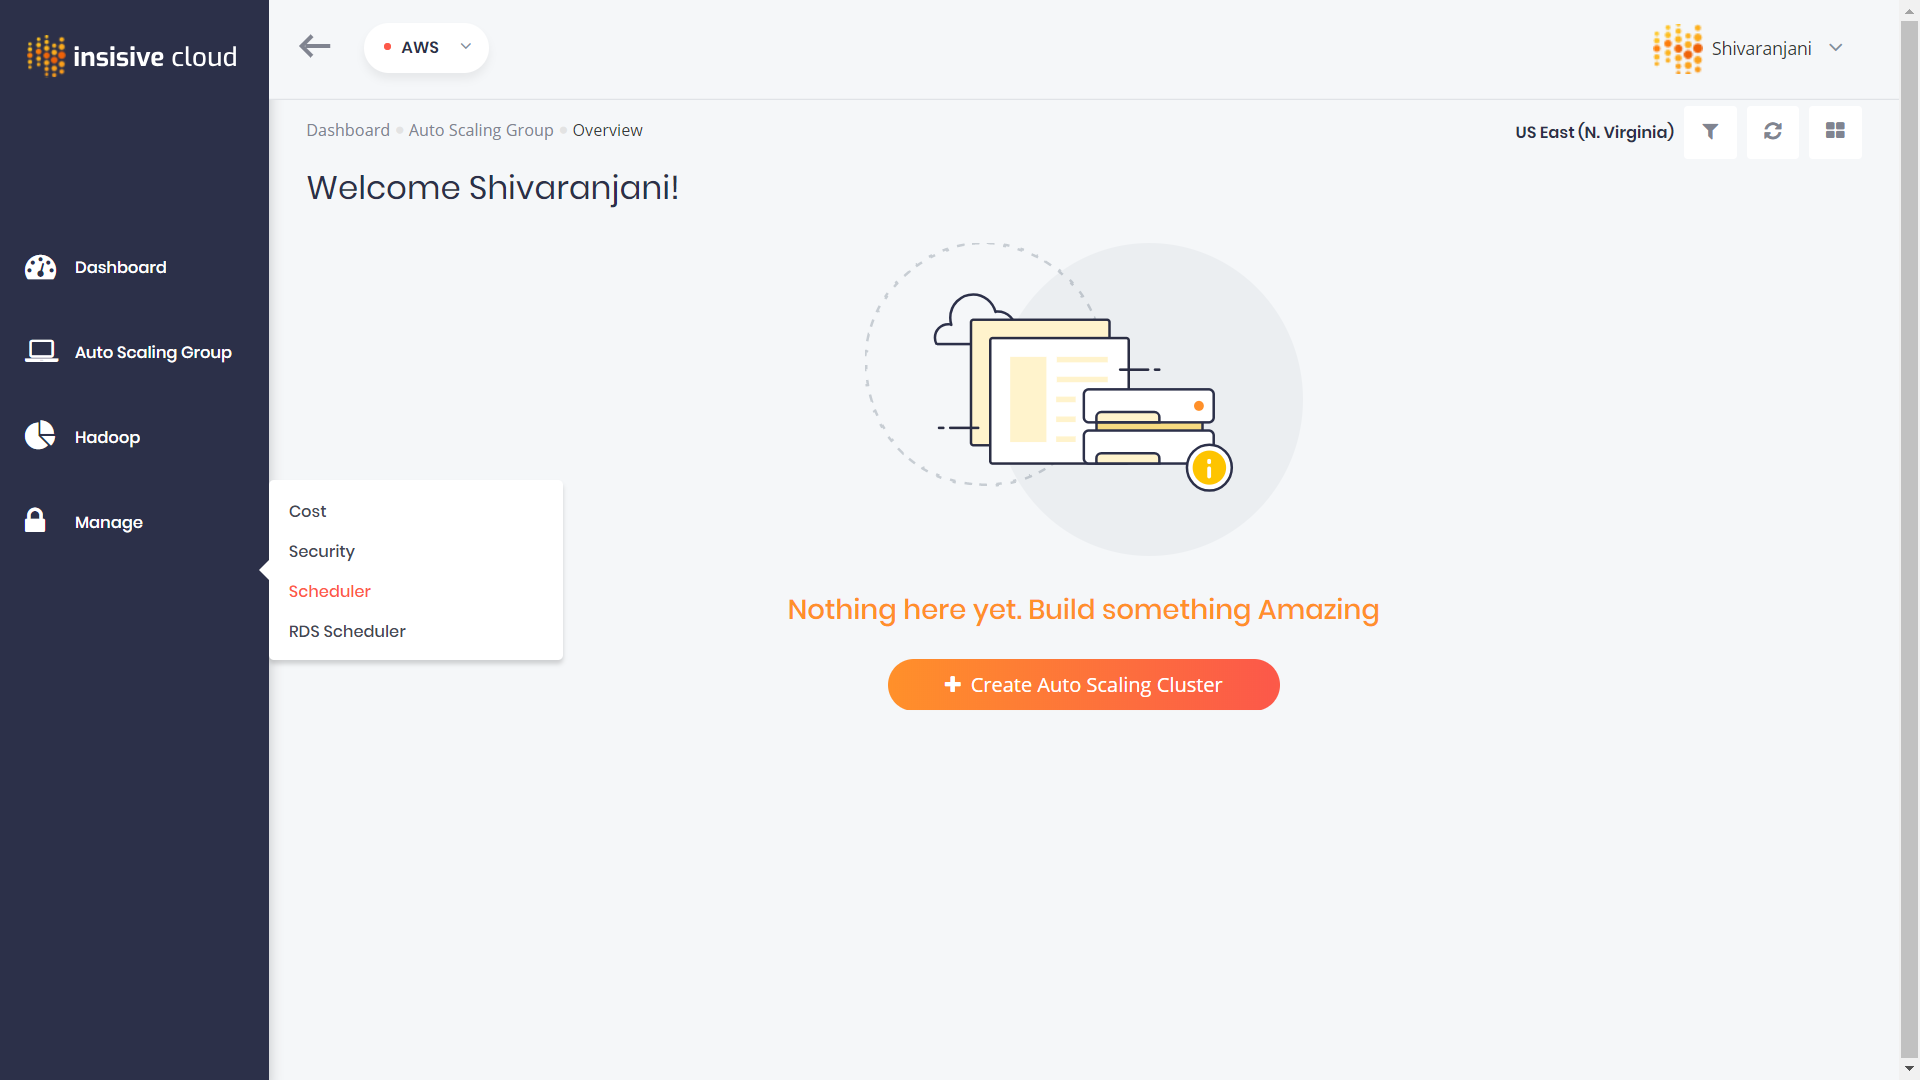 insisive cloud
AWS
Shivaranjani
Dashboard Auto Scaling Group Overview
US East (N. Virginia)
Welcome Shivaranjani!
Dashboard
Auto Scaling Group
Hadoop
Manage
Cost
Security
Scheduler
RDS Scheduler
Nothing here yet. Build something Amazing
Create Auto Scaling Cluster